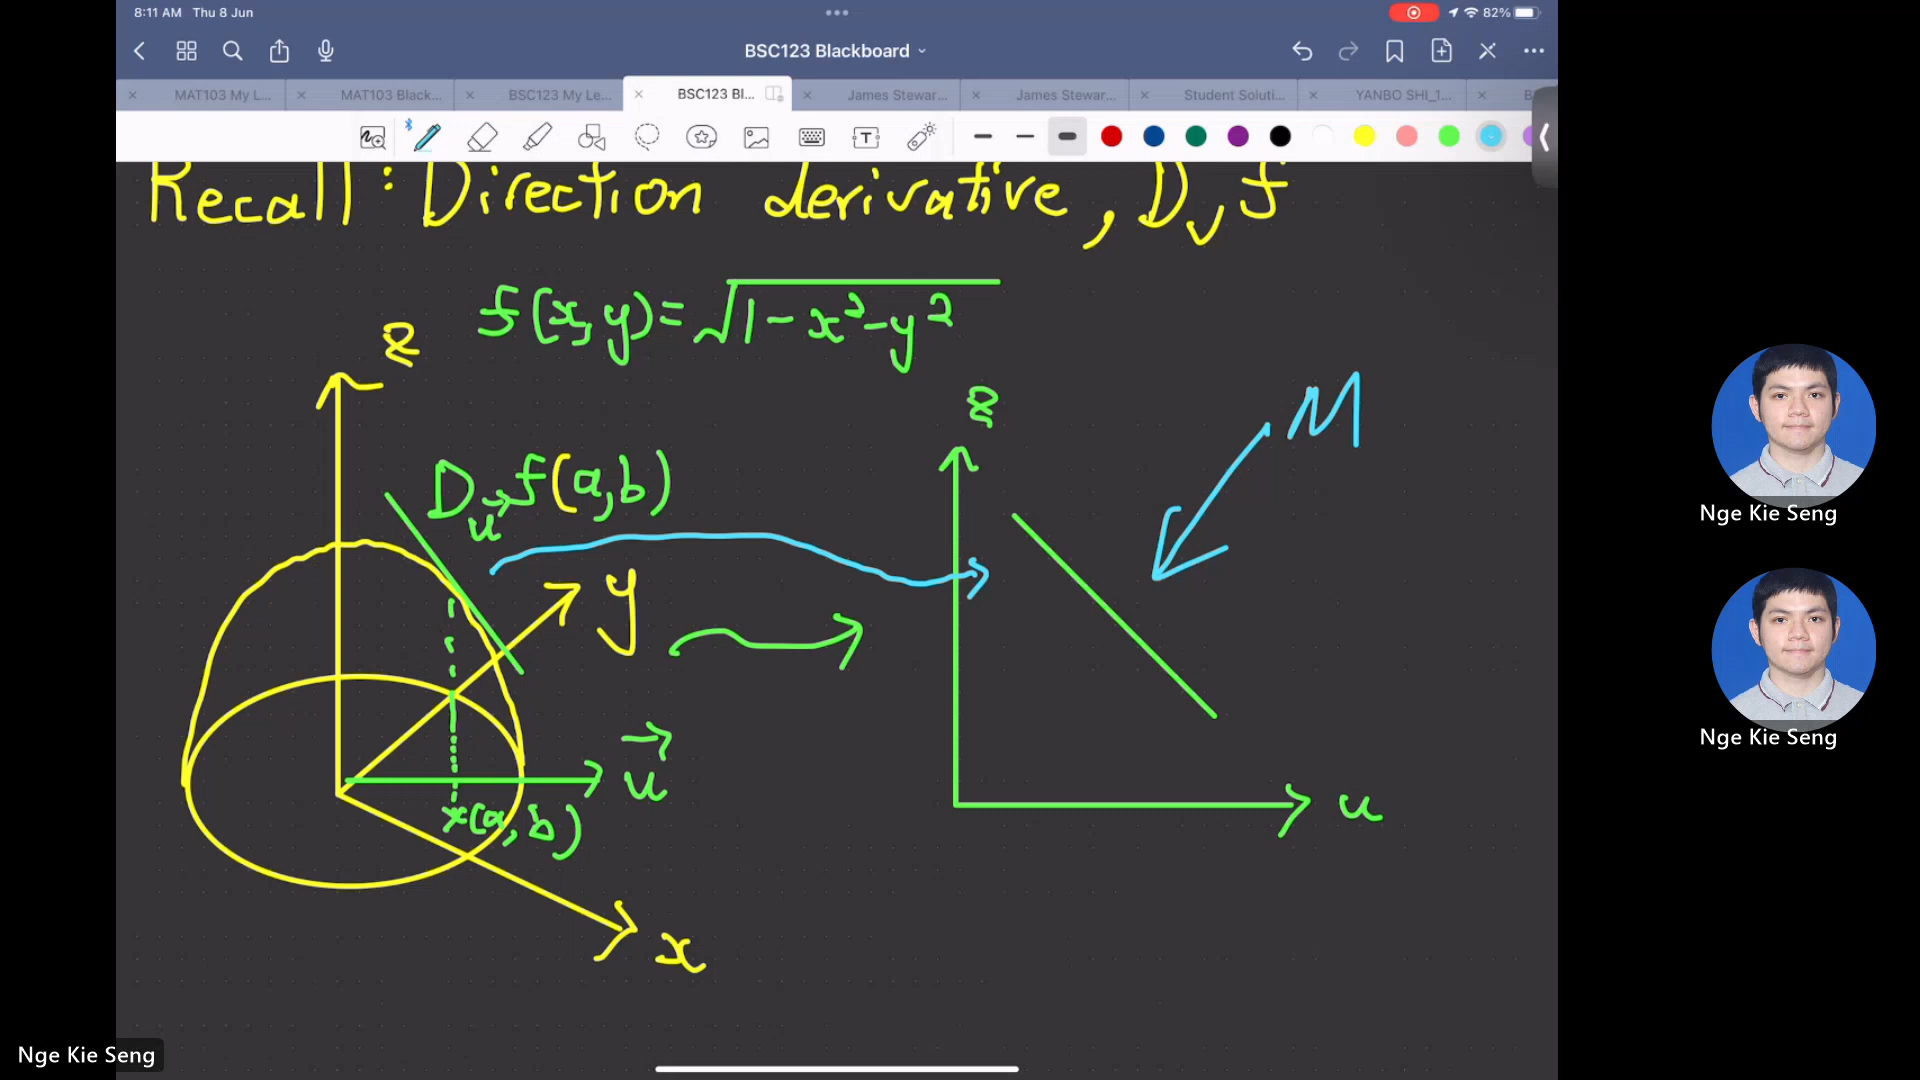 8:11 AM Thu 8 Jun
82%
BSC123 Blackboard
MAT103 My L...
MAT103 Black...
BSC123 My Le...
BSC123 Bl...
James Stewar...
James Stewar...
Student Soluti...
YANBO SHI_1...
T
Recall: Direction derivative, Dᵥf
f(x,y)=√1-x²-y²
z
z
M
D_u⃗ f(a,b)
y
u⃗
x(a,b)
u
x
Nge Kie Seng
Nge Kie Seng
Nge Kie Seng